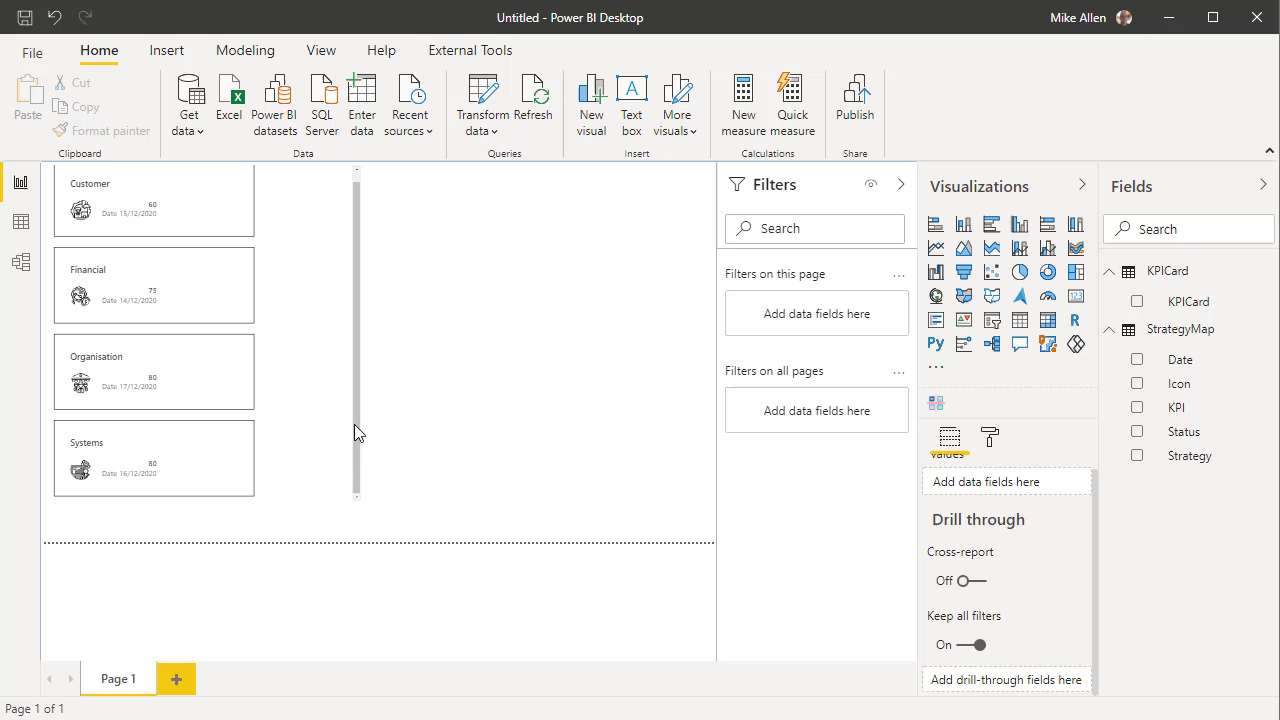 Untitled - Power BI Desktop
Mike Allen
File
Home
Insert
Modeling
View
Help
External Tools
Paste
Cut
Copy
Format painter
Clipboard
Get data
Excel
Power BI datasets
SQL Server
Enter data
Recent sources
Data
Transform data
Refresh
Queries
New visual
Text box
More visuals
Insert
New measure
Quick measure
Calculations
Publish
Share
Customer
60
Date 15/12/2020
Financial
75
Date 14/12/2020
Organisation
80
Date 17/12/2020
Systems
80
Date 16/12/2020
Filters
Search
Filters on this page
...
Add data fields here
Filters on all pages
...
Add data fields here
Visualizations
123
R
Py
...
Values
Add data fields here
Drill through
Cross-report
Off
Keep all filters
On
Add drill-through fields here
Fields
Search
KPICard
KPICard
StrategyMap
Date
Icon
KPI
Status
Strategy
Page 1
Page 1 of 1